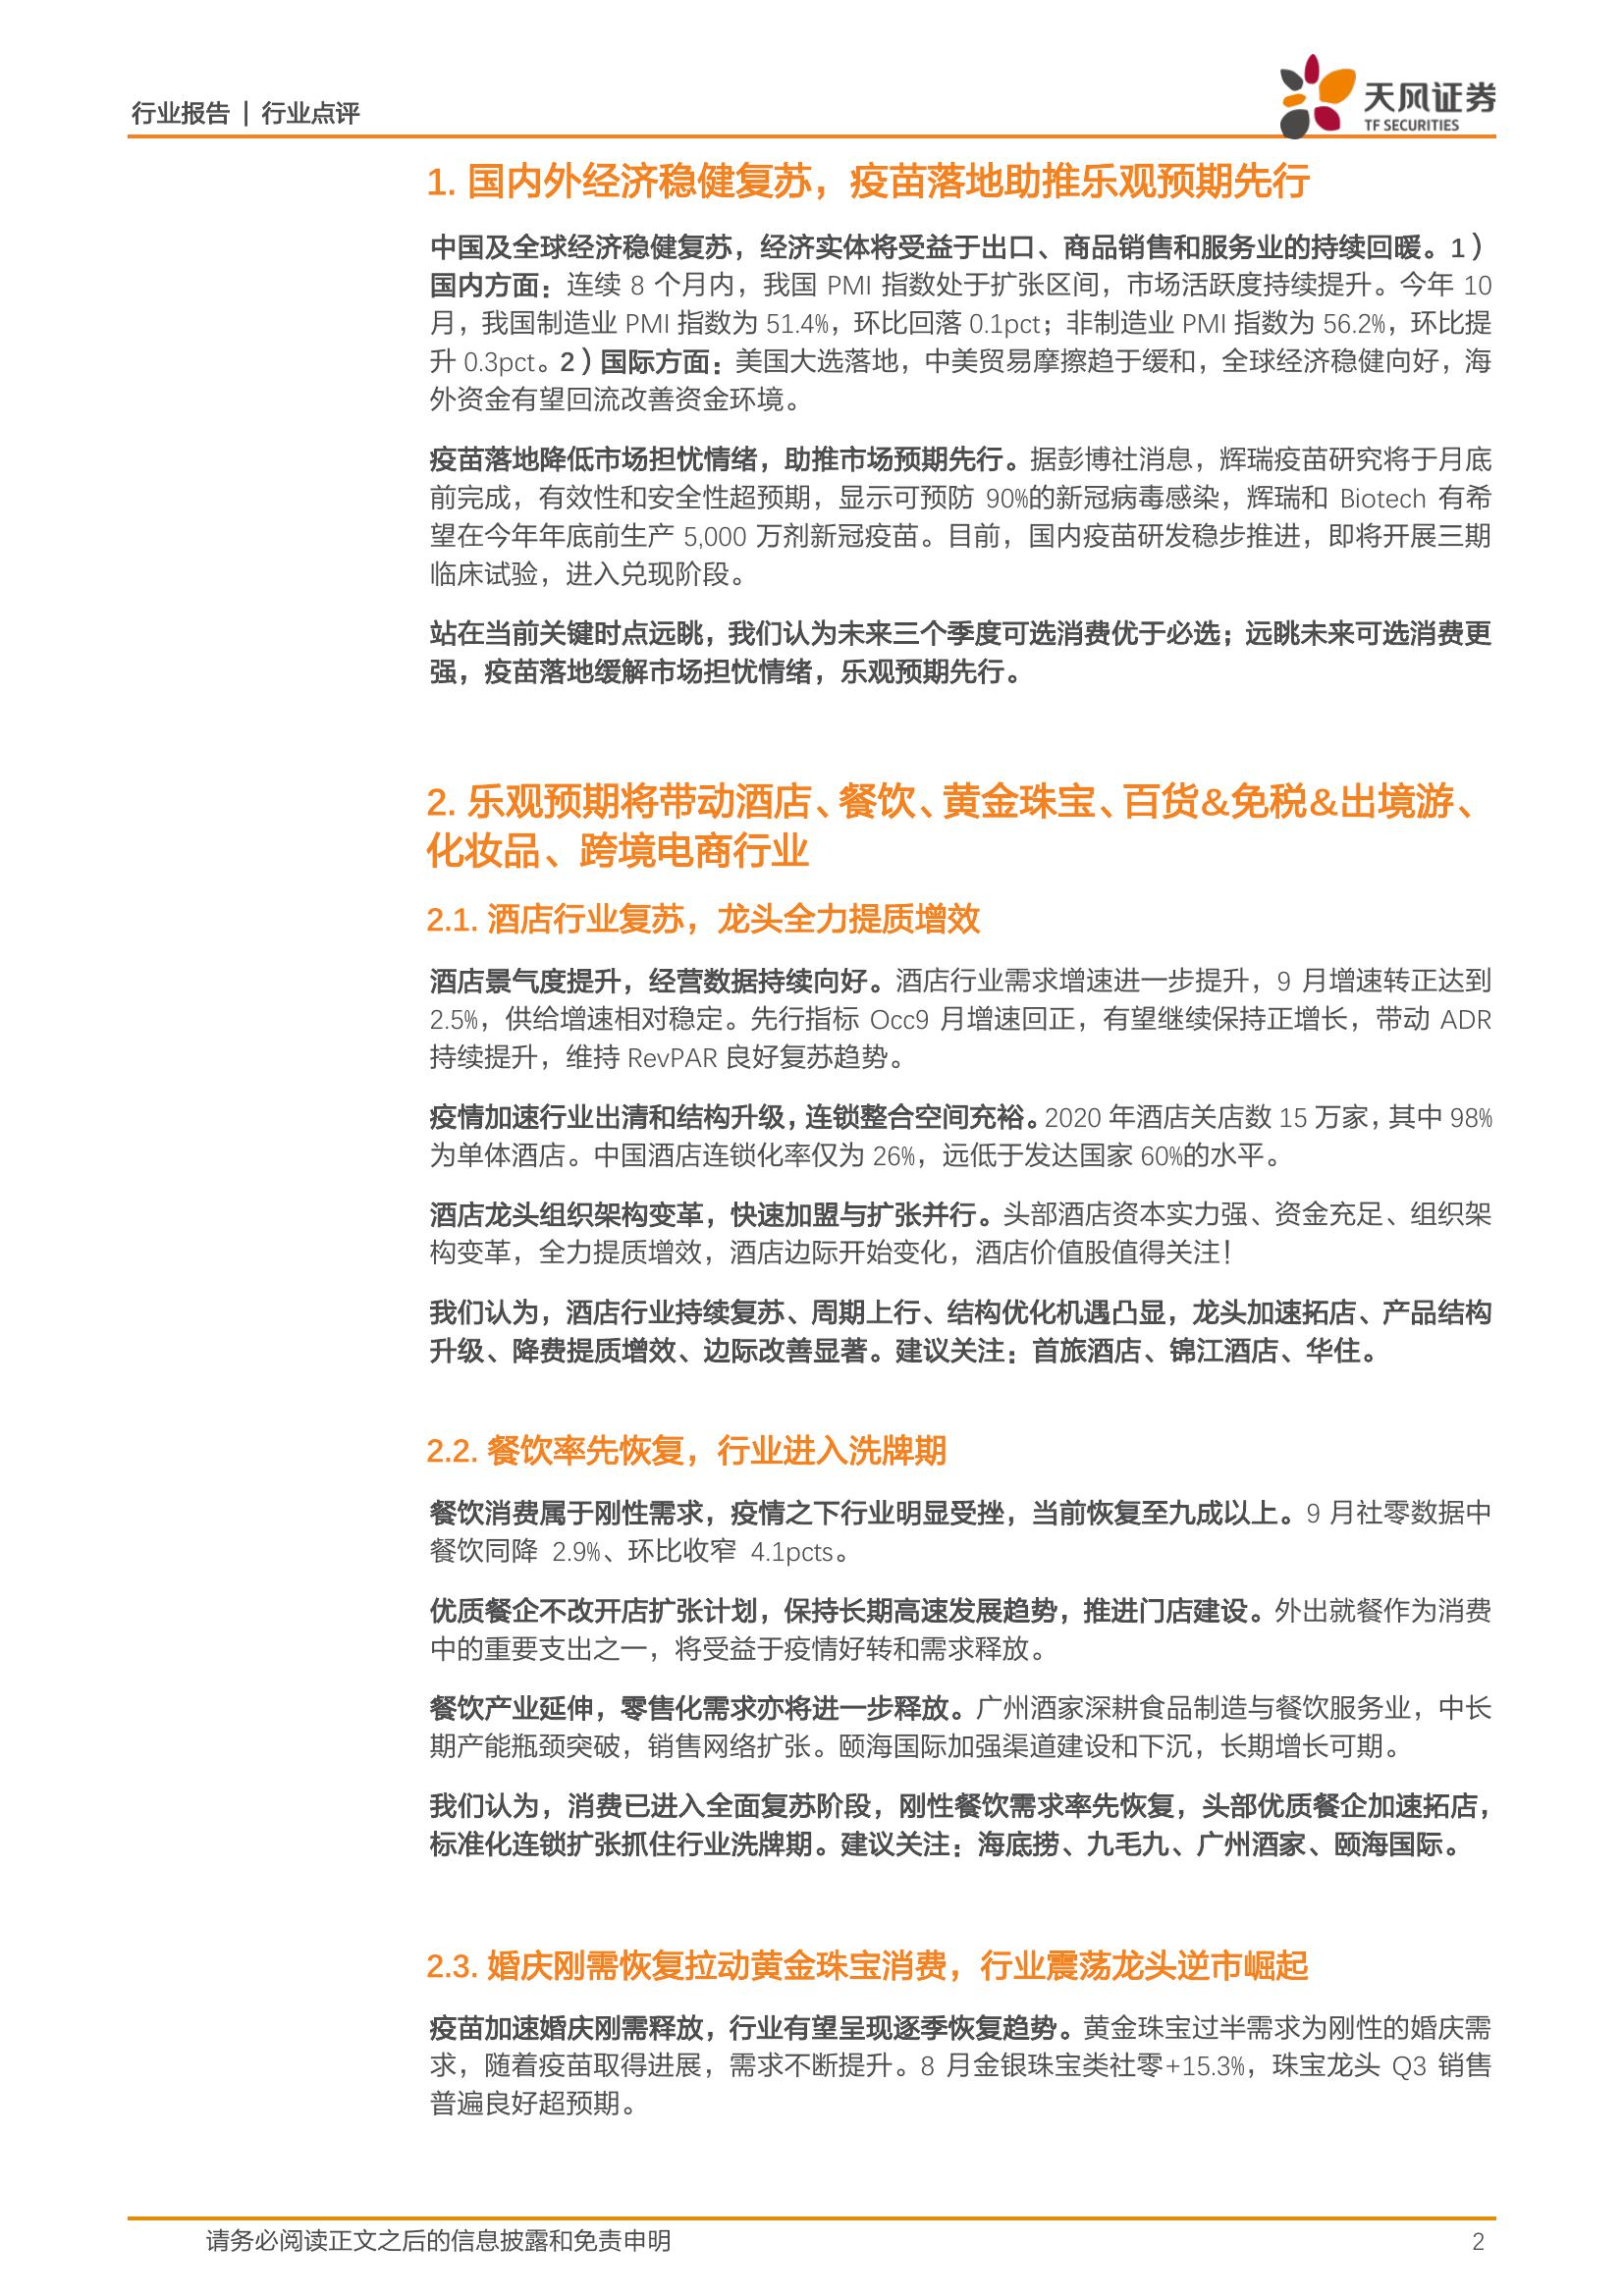 行业报告 | 行业点评
天风证券
TF SECURITIES
1. 国内外经济稳健复苏，疫苗落地助推乐观预期先行
中国及全球经济稳健复苏，经济实体将受益于出口、商品销售和服务业的持续回暖。1）
国内方面：连续 8 个月内，我国 PMI 指数处于扩张区间，市场活跃度持续提升。今年 10
月，我国制造业 PMI 指数为 51.4%，环比回落 0.1pct；非制造业 PMI 指数为 56.2%，环比提
升 0.3pct。2）国际方面：美国大选落地，中美贸易摩擦趋于缓和，全球经济稳健向好，海
外资金有望回流改善资金环境。
疫苗落地降低市场担忧情绪，助推市场预期先行。据彭博社消息，辉瑞疫苗研究将于月底
前完成，有效性和安全性超预期，显示可预防 90%的新冠病毒感染，辉瑞和 Biotech 有希
望在今年年底前生产 5,000 万剂新冠疫苗。目前，国内疫苗研发稳步推进，即将开展三期
临床试验，进入兑现阶段。
站在当前关键时点远眺，我们认为未来三个季度可选消费优于必选；远眺未来可选消费更
强，疫苗落地缓解市场担忧情绪，乐观预期先行。
2. 乐观预期将带动酒店、餐饮、黄金珠宝、百货&免税&出境游、
化妆品、跨境电商行业
2.1. 酒店行业复苏，龙头全力提质增效
酒店景气度提升，经营数据持续向好。酒店行业需求增速进一步提升，9 月增速转正达到
2.5%，供给增速相对稳定。先行指标 Occ9 月增速回正，有望继续保持正增长，带动 ADR
持续提升，维持 RevPAR 良好复苏趋势。
疫情加速行业出清和结构升级，连锁整合空间充裕。2020 年酒店关店数 15 万家，其中 98%
为单体酒店。中国酒店连锁化率仅为 26%，远低于发达国家 60%的水平。
酒店龙头组织架构变革，快速加盟与扩张并行。头部酒店资本实力强、资金充足、组织架
构变革，全力提质增效，酒店边际开始变化，酒店价值股值得关注！
我们认为，酒店行业持续复苏、周期上行、结构优化机遇凸显，龙头加速拓店、产品结构
升级、降费提质增效、边际改善显著。建议关注：首旅酒店、锦江酒店、华住。
2.2. 餐饮率先恢复，行业进入洗牌期
餐饮消费属于刚性需求，疫情之下行业明显受挫，当前恢复至九成以上。9 月社零数据中
餐饮同降 2.9%、环比收窄 4.1pcts。
优质餐企不改开店扩张计划，保持长期高速发展趋势，推进门店建设。外出就餐作为消费
中的重要支出之一，将受益于疫情好转和需求释放。
餐饮产业延伸，零售化需求亦将进一步释放。广州酒家深耕食品制造与餐饮服务业，中长
期产能瓶颈突破，销售网络扩张。颐海国际加强渠道建设和下沉，长期增长可期。
我们认为，消费已进入全面复苏阶段，刚性餐饮需求率先恢复，头部优质餐企加速拓店，
标准化连锁扩张抓住行业洗牌期。建议关注：海底捞、九毛九、广州酒家、颐海国际。
2.3. 婚庆刚需恢复拉动黄金珠宝消费，行业震荡龙头逆市崛起
疫苗加速婚庆刚需释放，行业有望呈现逐季恢复趋势。黄金珠宝过半需求为刚性的婚庆需
求，随着疫苗取得进展，需求不断提升。8 月金银珠宝类社零+15.3%，珠宝龙头 Q3 销售
普遍良好超预期。
请务必阅读正文之后的信息披露和免责申明
2